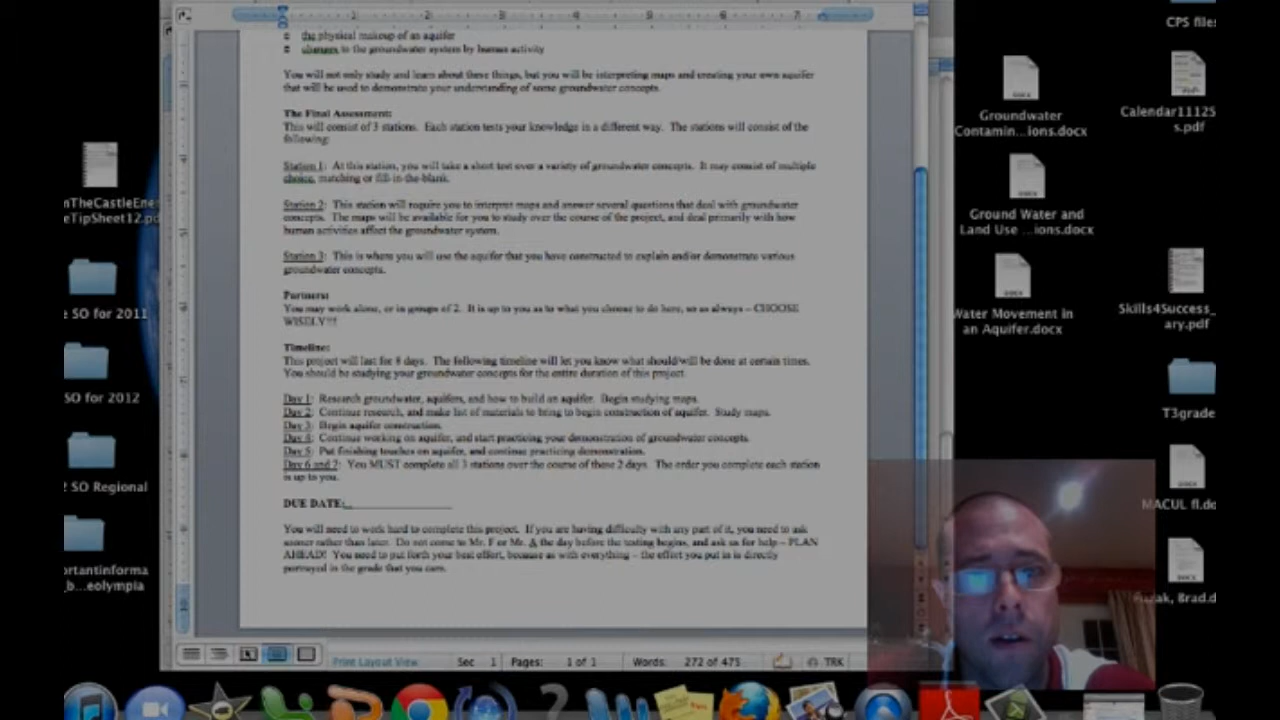 the physical makeup of an aquifer
changes to the groundwater system by human activity
You will not only study and learn about these things, but you will be interpreting maps and creating your own aquifer
that will be used to demonstrate your understanding of some groundwater concepts.
The Final Assessment:
This will consist of 3 stations. Each station tests your knowledge in a different way. The stations will consist of the
following:
Station 1: At this station, you will take a short test over a variety of groundwater concepts. It may consist of multiple
choice, matching or fill-in-the-blank.
Station 2: This station will require you to interpret maps and answer several questions that deal with groundwater
concepts. The maps will be available for you to study over the course of the project, and deal primarily with how
human activities affect the groundwater system.
Station 3: This is where you will use the aquifer that you have constructed to explain and/or demonstrate various
groundwater concepts.
Partners:
You may work alone, or in groups of 2. It is up to you as to what you choose to do here, so as always – CHOOSE
WISELY!!!
Timeline:
This project will last for 8 days. The following timeline will let you know what should/will be done at certain times.
You should be studying your groundwater concepts for the entire duration of this project.
Day 1: Research groundwater, aquifers, and how to build an aquifer. Begin studying maps.
Day 2: Continue research, and make list of materials to bring to begin construction of aquifer. Study maps.
Day 3: Begin aquifer construction.
Day 4: Continue working on aquifer, and start practicing your demonstration of groundwater concepts.
Day 5: Put finishing touches on aquifer, and continue practicing demonstration.
Day 6 and 7: You MUST complete all 3 stations over the course of these 2 days. The order you complete each station
is up to you.
DUE DATE:
You will need to work hard to complete this project. If you are having difficulty with any part of it, you need to ask
sooner rather than later. Do not come to Mr. F or Mr. A the day before the testing begins, and ask us for help – PLAN
AHEAD! You need to put forth your best effort, because as with everything – the effort you put in is directly
portrayed in the grade that you earn.
Print Layout View Sec 1 Pages: 1 of 1 Words: 272 of 475 TRK
nTheCastleEne
eTipSheet12.pd
e SO for 2011
SO for 2012
2 SO Regional
ortantinforma
_b...eolympia
Groundwater
Contamin...ions.docx
Ground Water and
Land Use ...ions.docx
Water Movement in
an Aquifer.docx
CPS files
Calendar1112S
s.pdf
Skills4Success_
ary.pdf
T3grade
MACUL fl.do
Brad.d
1 2 3 4 5 6 7